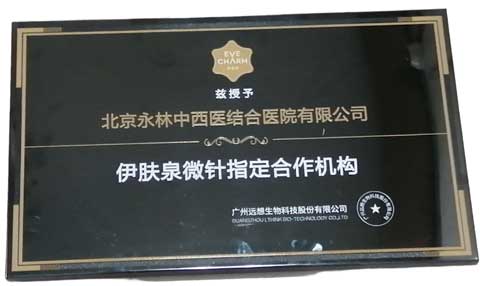 EVE
CHARM
兹授予
北京永林中西医结合医院有限公司
伊肤泉微针指定合作机构
广州远想生物科技股份有限公司
GUANGZHOU LTHINK BIO-TECHNOLOGY CO.,LTD